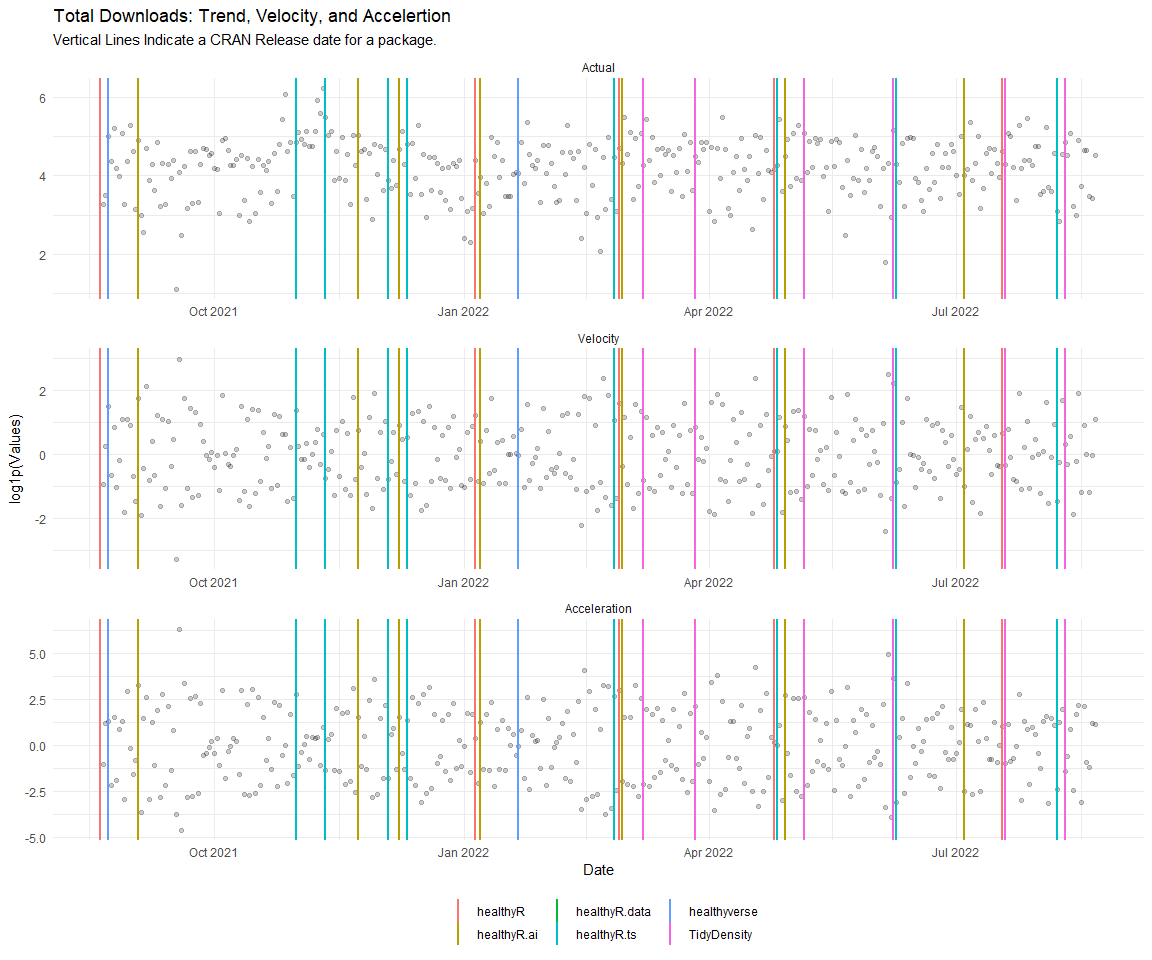 Total Downloads: Trend, Velocity, and Accelertion
Vertical Lines Indicate a CRAN Release date for a package.
Actual
6
4
2
Oct 2021 Jan 2022 Apr 2022 Jul 2022
Velocity
2
0
-2
Oct 2021 Jan 2022 Apr 2022 Jul 2022
Acceleration
5.0
2.5
0.0
-2.5
-5.0
Oct 2021 Jan 2022 Apr 2022 Jul 2022
log1p(Values)
Date
healthyR healthyR.data healthyverse
healthyR.ai healthyR.ts TidyDensity